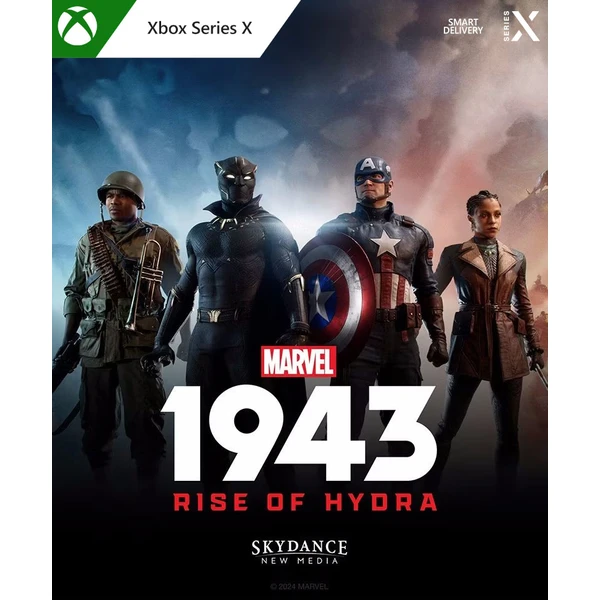 Xbox Series X
SMART
DELIVERY
SERIES
X
A
MARVEL
1943
RISE OF HYDRA
SKYDANCE
NEW MEDIA
© 2024 MARVEL